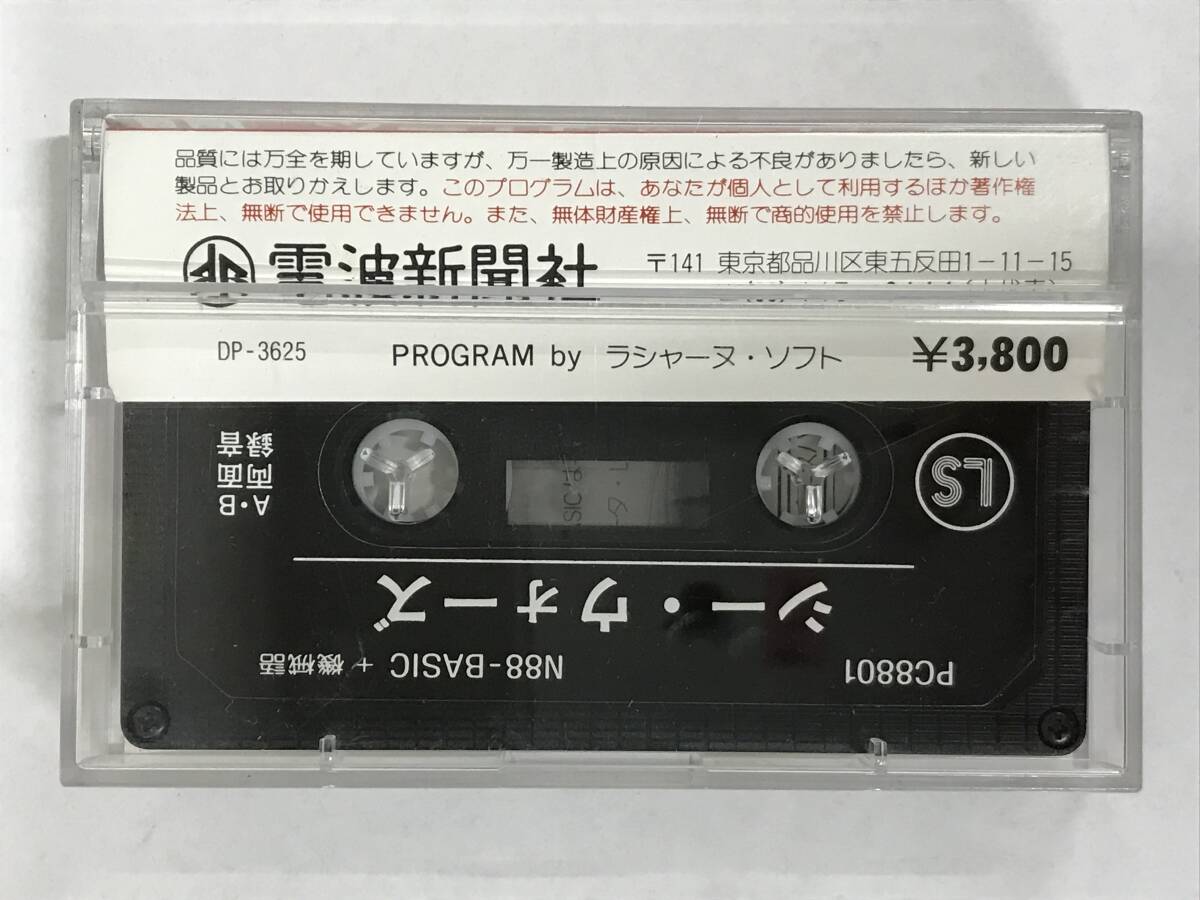 品質には万全を期していますが、万一製造上の原因による不良がありましたら、新しい
製品とお取りかえします。このプログラムは、あなたが個人として利用するほか著作権
法上、無断で使用できません。また、無体財産権上、無断で商的使用を禁止します。
電波新聞社 〒141 東京都品川区東五反田1-11-15
DP-3625 PROGRAM by ラシャーヌ・ソフト ¥3,800
PC8801 N88-BASIC + 機械語
シー・ウォーズ
LS
A・B
両面
録音